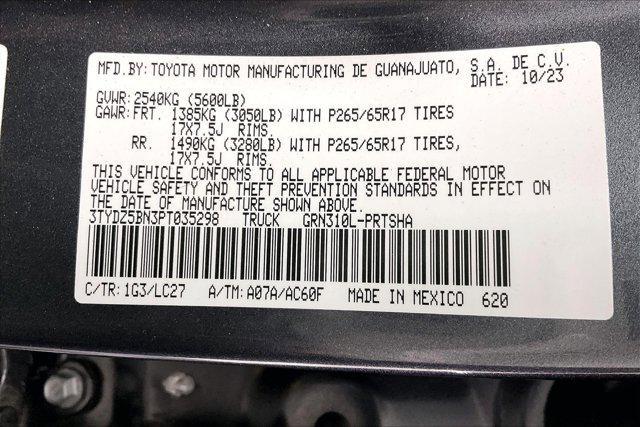 MFD.BY: TOYOTA MOTOR MANUFACTURING DE GUANAJUATO, S.A. DE C.V.
DATE: 10/23
GVWR: 2540KG (5600LB)
GAWR: FRT. 1385KG (3050LB) WITH P265/65R17 TIRES
17X7.5J RIMS.
RR. 1490KG (3280LB) WITH P265/65R17 TIRES,
17X7.5J RIMS.
THIS VEHICLE CONFORMS TO ALL APPLICABLE FEDERAL MOTOR
VEHICLE SAFETY AND THEFT PREVENTION STANDARDS IN EFFECT ON
THE DATE OF MANUFACTURE SHOWN ABOVE.
3TYDZ5BN3PT035298 TRUCK GRN310L-PRTSHA
C/TR: 1G3/LC27 A/TM: A07A/AC60F MADE IN MEXICO 620